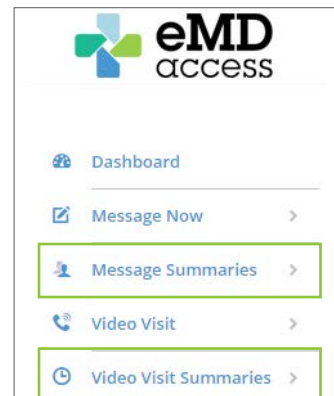 eMD
access
Dashboard
Message Now
Message Summaries
Video Visit
Video Visit Summaries